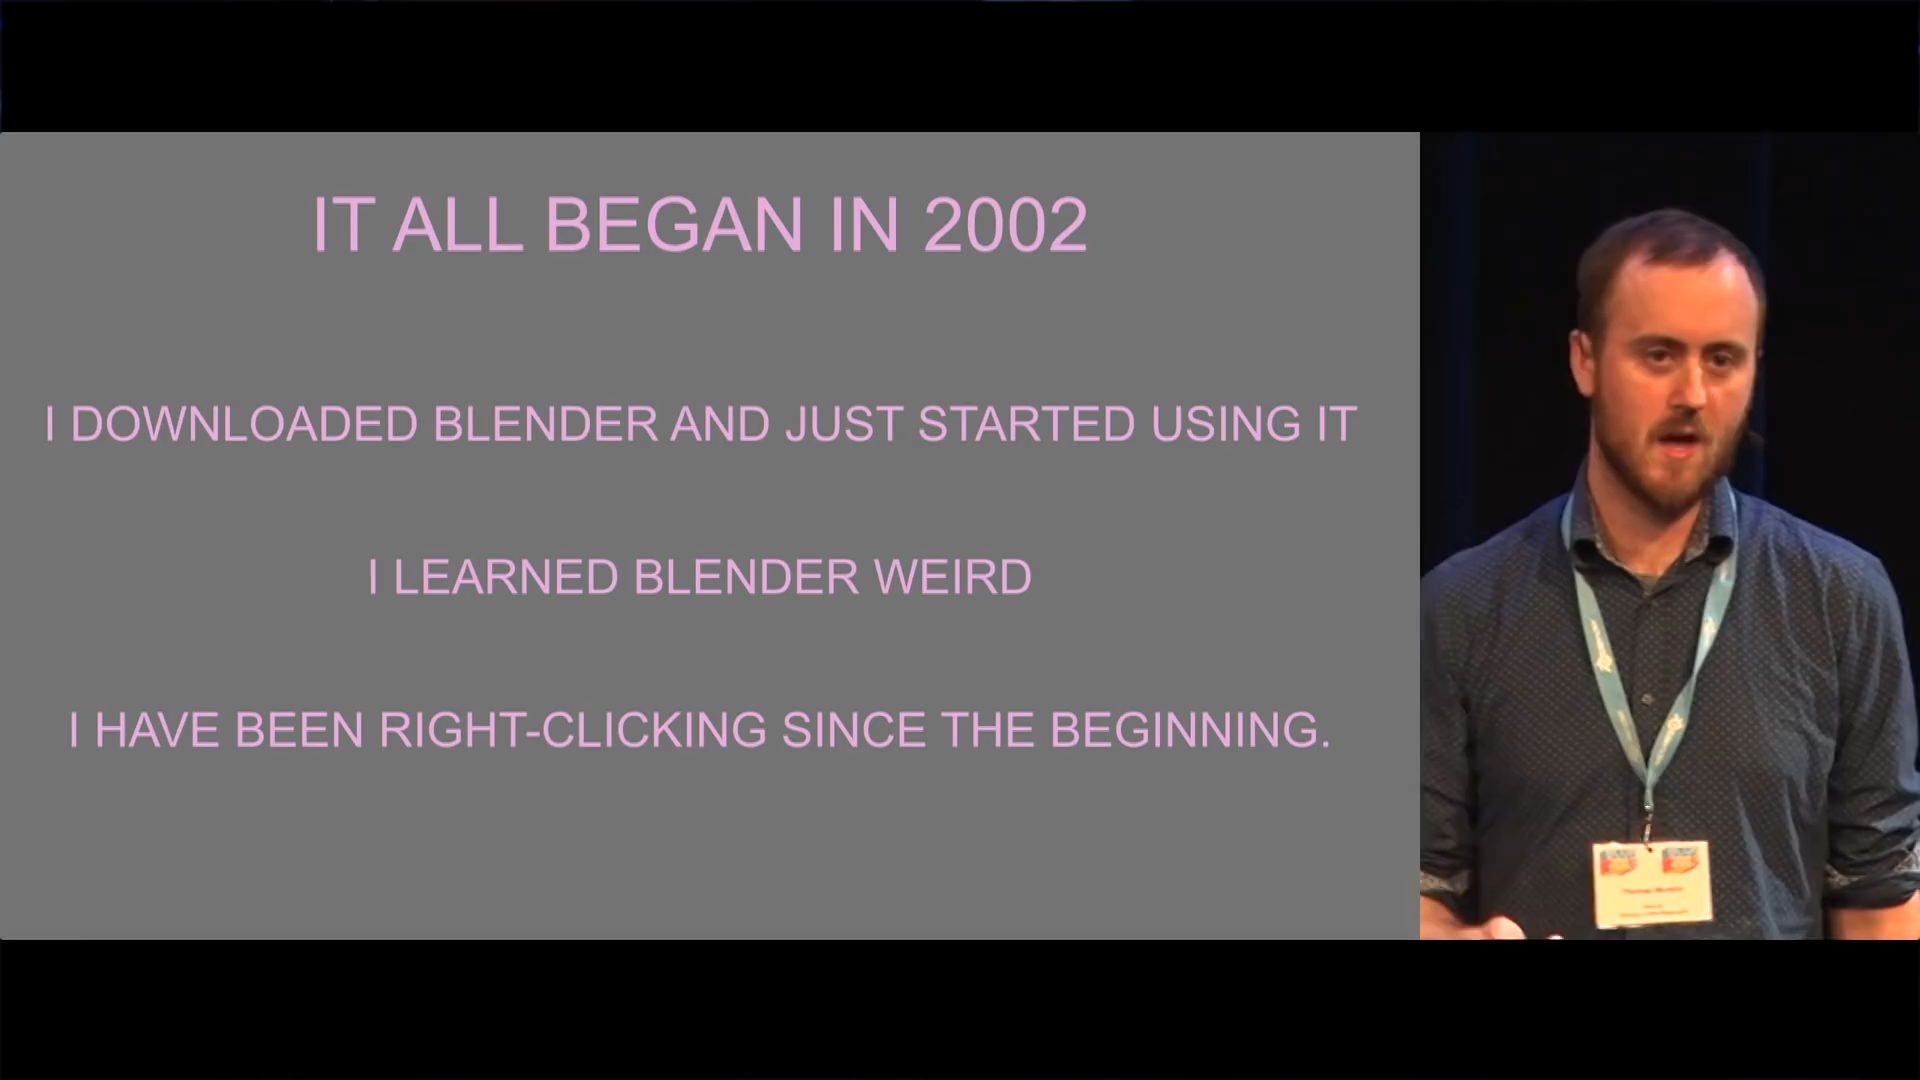 IT ALL BEGAN IN 2002
I DOWNLOADED BLENDER AND JUST STARTED USING IT
I LEARNED BLENDER WEIRD
I HAVE BEEN RIGHT-CLICKING SINCE THE BEGINNING.